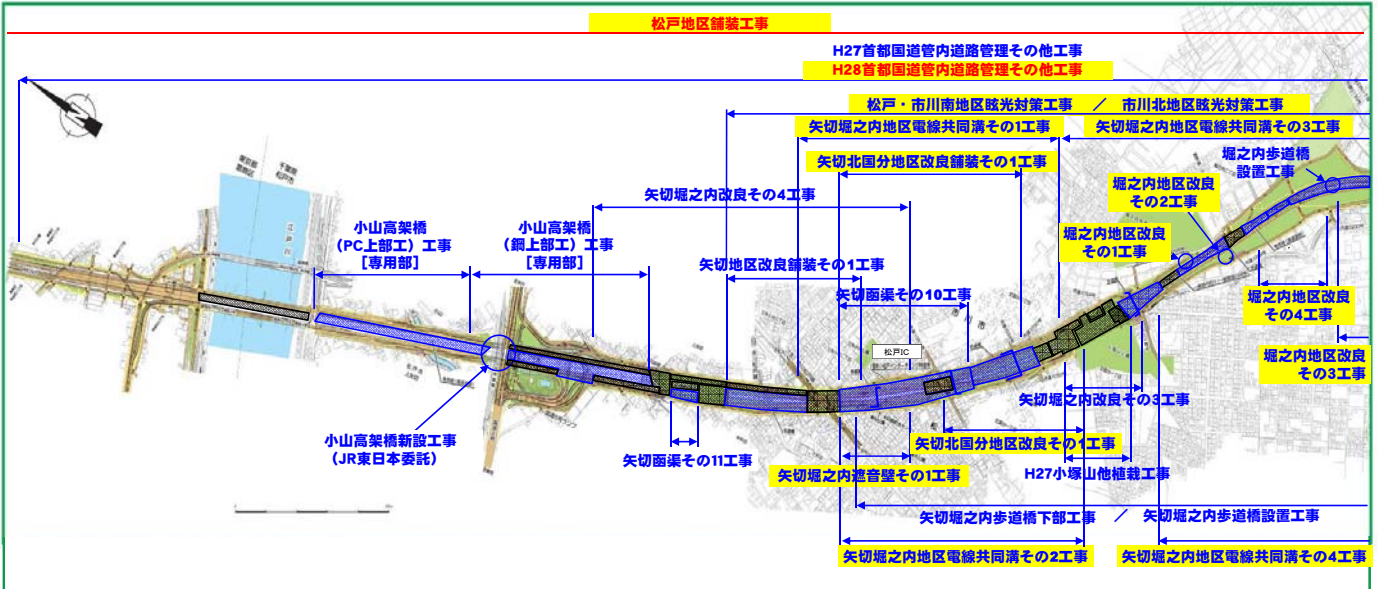 松戸地区舗装工事
H27首都国道管内道路管理その他工事
H28首都国道管内道路管理その他工事
松戸・市川南地区眩光対策工事 ／ 市川北地区眩光対策工事
矢切堀之内地区電線共同溝その1工事
矢切堀之内地区電線共同溝その3工事
矢切北国分地区改良舗装その1工事
堀之内歩道橋
設置工事
矢切堀之内改良その4工事
堀之内地区改良
その2工事
小山高架橋
（PC上部工）工事
［専用部］
小山高架橋
（鋼上部工）工事
［専用部］
堀之内地区改良
その1工事
矢切地区改良舗装その1工事
矢切函渠その10工事
堀之内地区改良
その4工事
東京都
葛飾区
千葉県
松戸市
江戸川
松戸IC
堀之内地区改良
その3工事
矢切堀之内改良その3工事
小山高架橋新設工事
（JR東日本委託）
矢切函渠その11工事
矢切北国分地区改良その1工事
矢切堀之内遮音壁その1工事
H27小塚山他植栽工事
矢切堀之内歩道橋下部工事 ／ 矢切堀之内歩道橋設置工事
矢切堀之内地区電線共同溝その2工事
矢切堀之内地区電線共同溝その4工事